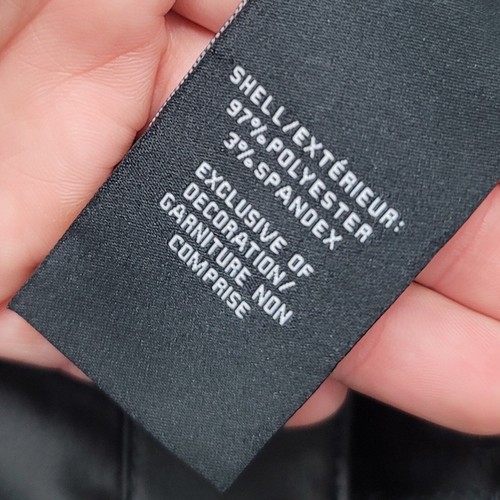 SHELL/EXTÉRIEUR:
97%POLYESTER
3%SPANDEX
EXCLUSIVE OF
DECORATION/
GARNITURE NON
COMPRISE